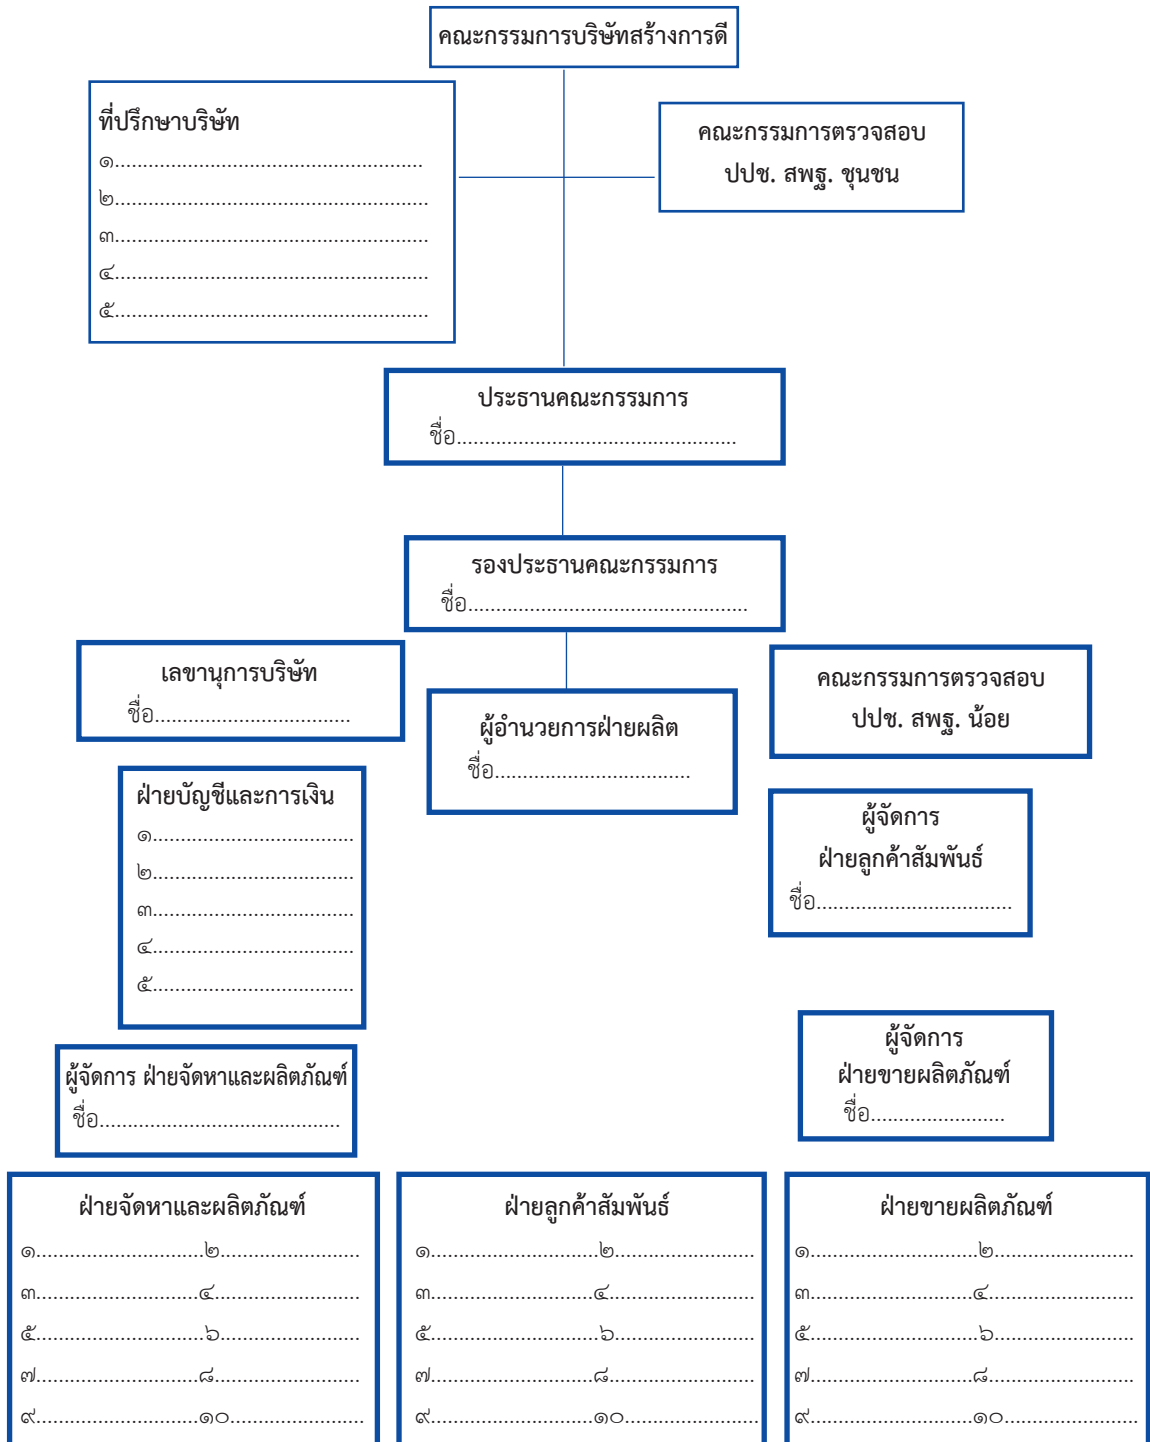 คณะกรรมการบริษัทสร้างการดี
ที่ปรึกษาบริษัท
๑.......................................................
๒........................................................
๓........................................................
๔........................................................
๕........................................................
คณะกรรมการตรวจสอบ
ปปช. สพฐ. ชุนชน
ประธานคณะกรรมการ
ชื่อ..................................................
รองประธานคณะกรรมการ
ชื่อ..................................................
เลขานุการบริษัท
ชื่อ...................................
ผู้อำนวยการฝ่ายผลิต
ชื่อ...................................
คณะกรรมการตรวจสอบ
ปปช. สพฐ. น้อย
ฝ่ายบัญชีและการเงิน
๑....................................
๒....................................
๓....................................
๔....................................
๕....................................
ผู้จัดการ
ฝ่ายลูกค้าสัมพันธ์
ชื่อ...................................
ผู้จัดการ ฝ่ายจัดหาและผลิตภัณฑ์
ชื่อ...........................................
ผู้จัดการ
ฝ่ายขายผลิตภัณฑ์
ชื่อ........................
ฝ่ายจัดหาและผลิตภัณฑ์
๑..............................๒.........................
๓.............................๔..........................
๕..............................๖.........................
๗.............................๘..........................
๙.............................๑๐........................
ฝ่ายลูกค้าสัมพันธ์
๑..............................๒.........................
๓.............................๔..........................
๕..............................๖.........................
๗.............................๘..........................
๙.............................๑๐........................
ฝ่ายขายผลิตภัณฑ์
๑..............................๒.........................
๓.............................๔..........................
๕..............................๖.........................
๗.............................๘..........................
๙.............................๑๐........................